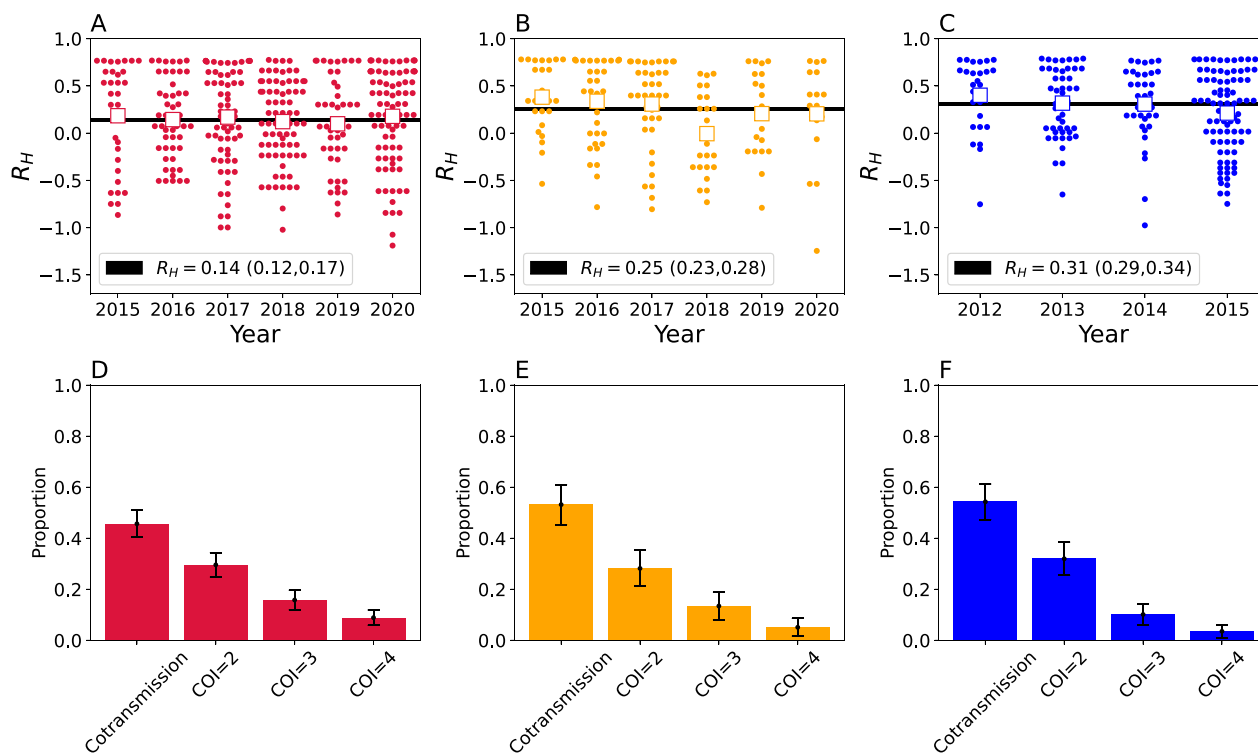 A
B
C
1.0
0.5
0.0
−0.5
−1.0
−1.5
R_H
R_H = 0.14 (0.12,0.17)
2015 2016 2017 2018 2019 2020
Year
1.0
0.5
0.0
−0.5
−1.0
−1.5
R_H
R_H = 0.25 (0.23,0.28)
2015 2016 2017 2018 2019 2020
Year
1.0
0.5
0.0
−0.5
−1.0
−1.5
R_H
R_H = 0.31 (0.29,0.34)
2012 2013 2014 2015
Year
D
E
F
1.0
0.8
0.6
0.4
0.2
0.0
Proportion
Cotransmission COI=2 COI=3 COI=4
1.0
0.8
0.6
0.4
0.2
0.0
Proportion
Cotransmission COI=2 COI=3 COI=4
1.0
0.8
0.6
0.4
0.2
0.0
Proportion
Cotransmission COI=2 COI=3 COI=4